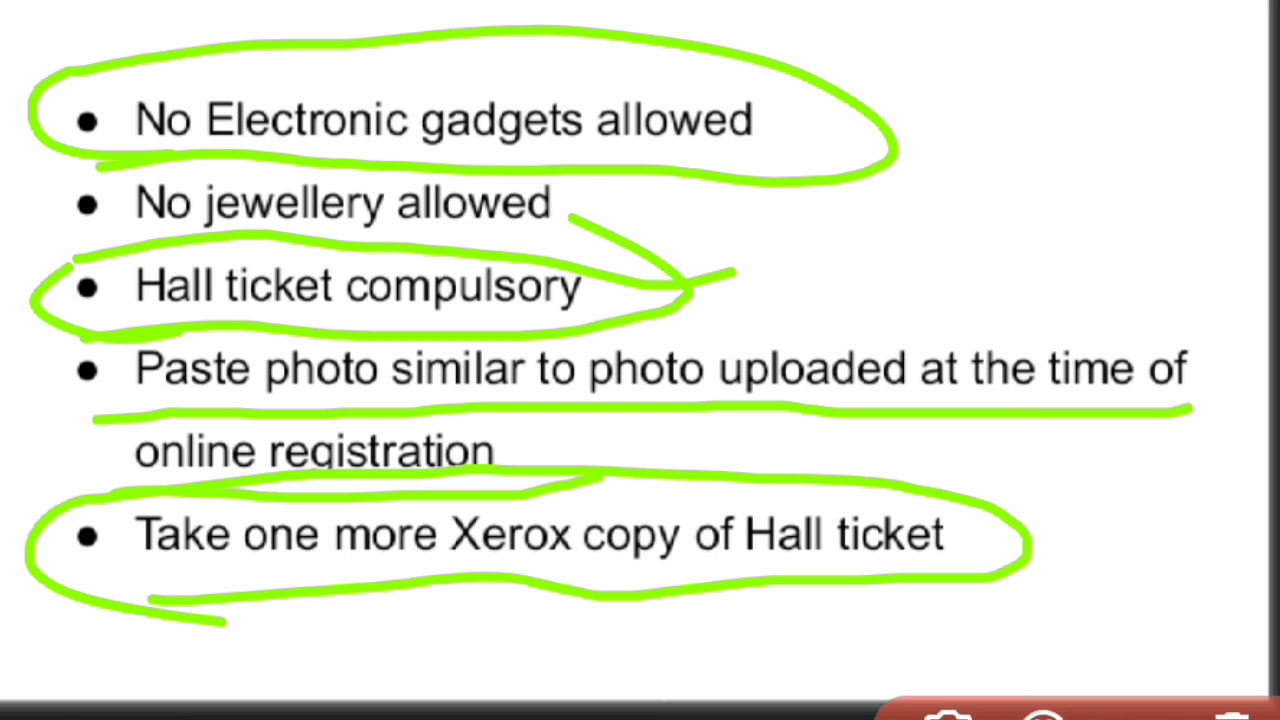 ● No Electronic gadgets allowed
● No jewellery allowed
● Hall ticket compulsory
● Paste photo similar to photo uploaded at the time of
online registration
● Take one more Xerox copy of Hall ticket